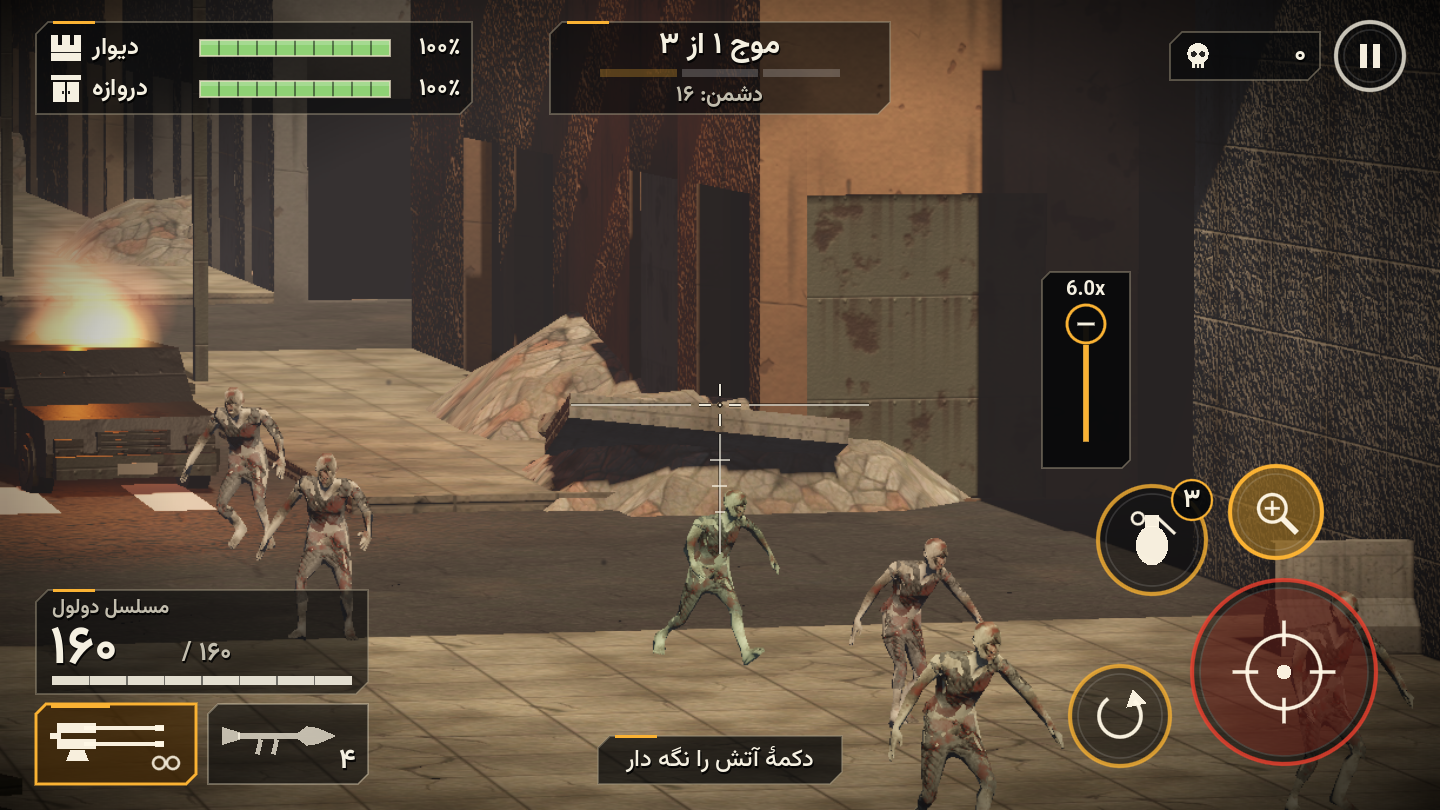 دیوار ۱۰۰٪
دروازه ۱۰۰٪
موج ۱ از ۳
دشمن: ۱۶
۰
6.0x
۳
مسلسل دولول
۱۶۰ / ۱۶۰
∞
۴
دکمهٔ آتش را نگه دار